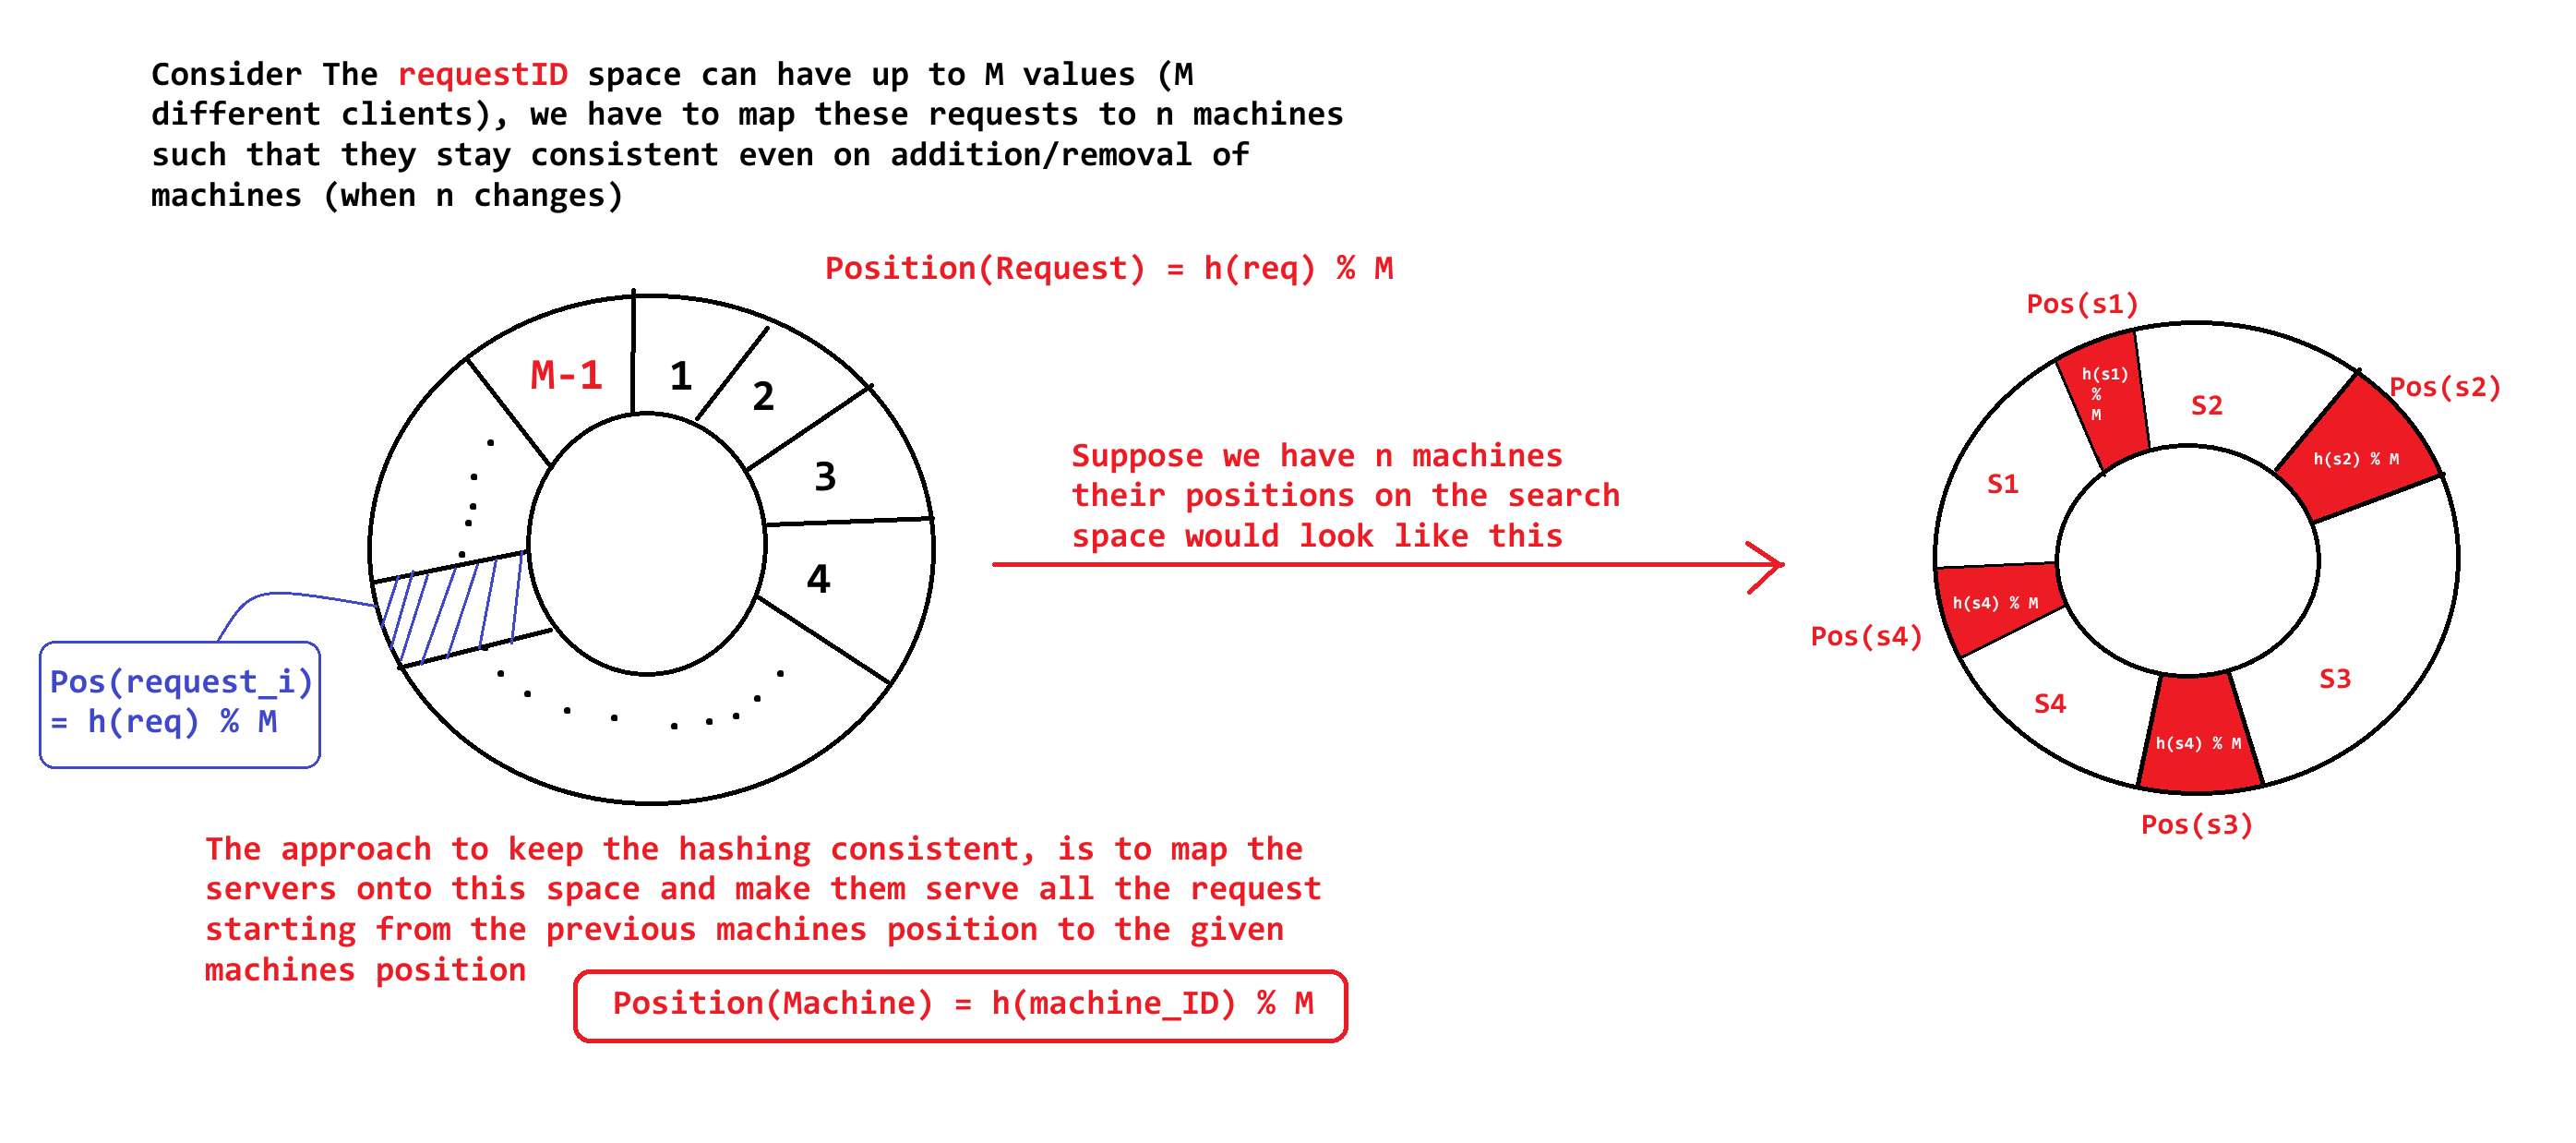 Consider The requestID space can have up to M values (M
different clients), we have to map these requests to n machines
such that they stay consistent even on addition/removal of
machines (when n changes)
Position(Request) = h(req) % M
M-1
1
2
3
4
Pos(request_i)
= h(req) % M
Suppose we have n machines
their positions on the search
space would look like this
Pos(s1)
h(s1)
%
M
S2
Pos(s2)
h(s2) % M
S1
h(s4) % M
Pos(s4)
S3
S4
h(s4) % M
Pos(s3)
The approach to keep the hashing consistent, is to map the
servers onto this space and make them serve all the request
starting from the previous machines position to the given
machines position
Position(Machine) = h(machine_ID) % M